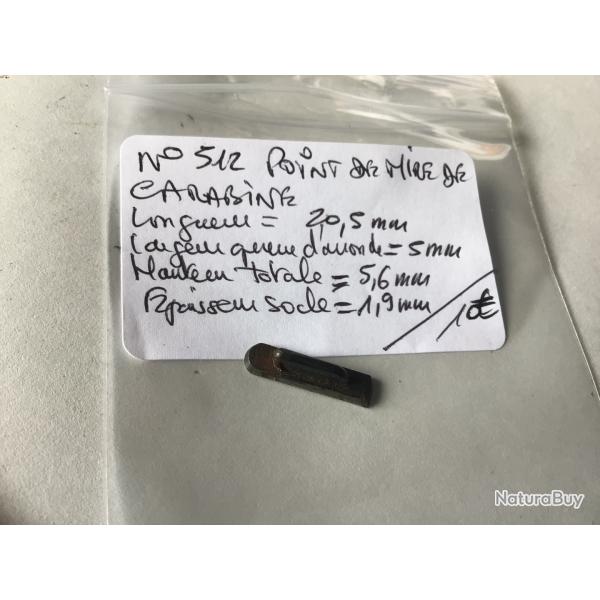 N° 512 POINT DE MIRE DE
CARABINE
Longueur = 20,5 mm
Largeur queue d'aronde = 5mm
Hauteur totale = 5,6 mm
Epaisseur socle = 1,9 mm
10€
NaturaBuy